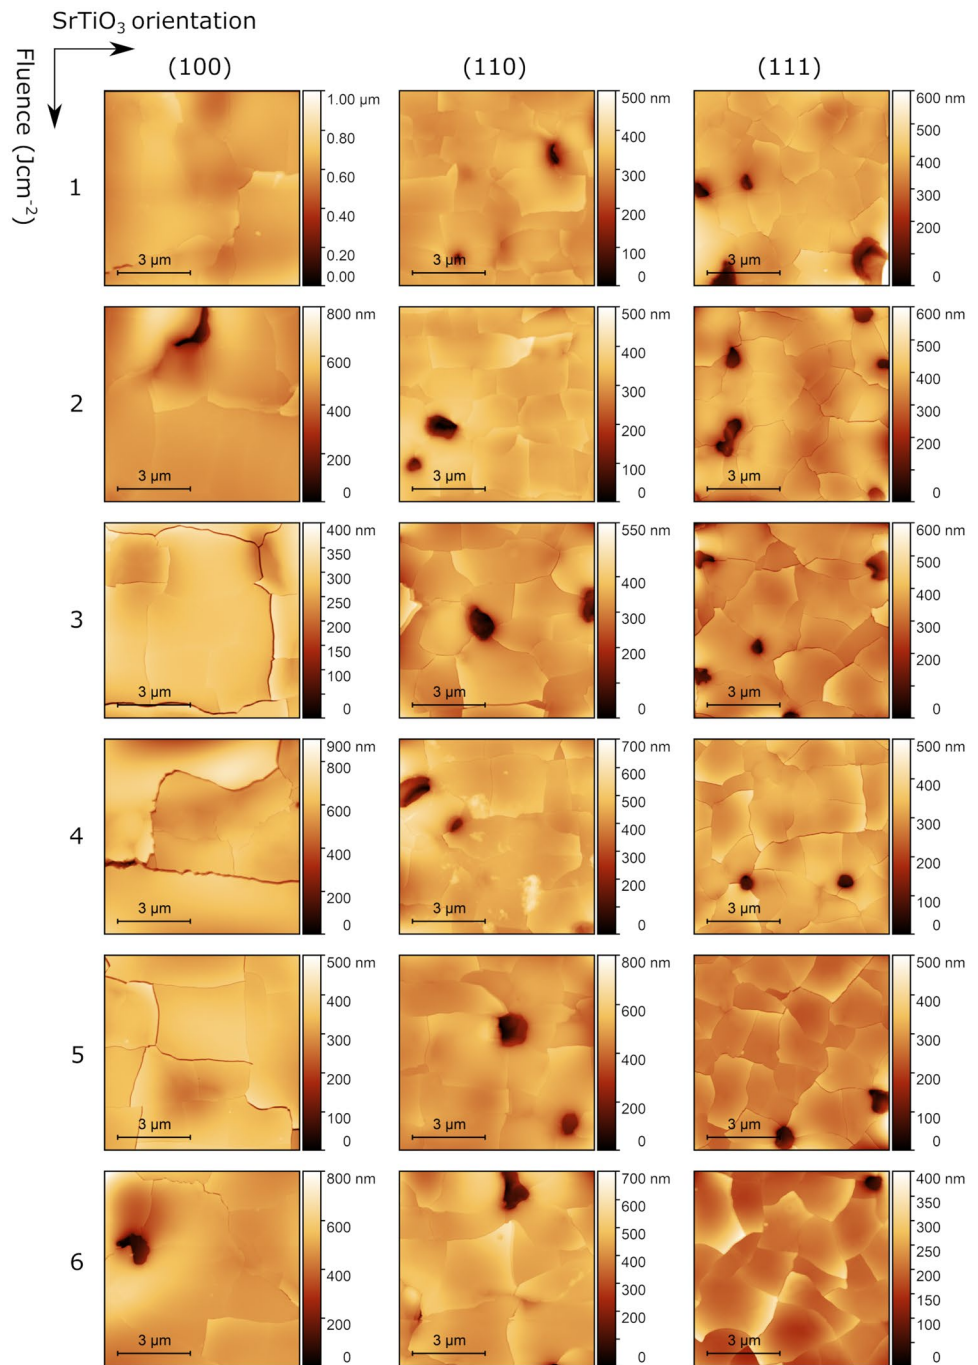 SrTiO₃ orientation
Fluence (Jcm⁻²)
(100)
(110)
(111)
1
1.00 µm
0.80
0.60
0.40
0.20
0.00
3 µm
500 nm
400
300
200
100
0
3 µm
600 nm
500
400
300
200
100
0
3 µm
2
800 nm
600
400
200
0
3 µm
500 nm
400
300
200
100
0
3 µm
600 nm
500
400
300
200
100
0
3 µm
3
400 nm
350
300
250
200
150
100
0
3 µm
550 nm
400
300
200
0
3 µm
600 nm
500
400
300
200
0
3 µm
4
900 nm
800
600
400
200
0
3 µm
700 nm
600
500
400
300
200
0
3 µm
500 nm
400
300
200
100
0
3 µm
5
500 nm
400
300
200
100
0
3 µm
800 nm
600
400
200
0
3 µm
500 nm
400
300
200
100
0
3 µm
6
800 nm
600
400
200
0
3 µm
700 nm
600
500
400
300
200
0
3 µm
400 nm
350
300
250
200
150
100
0
3 µm